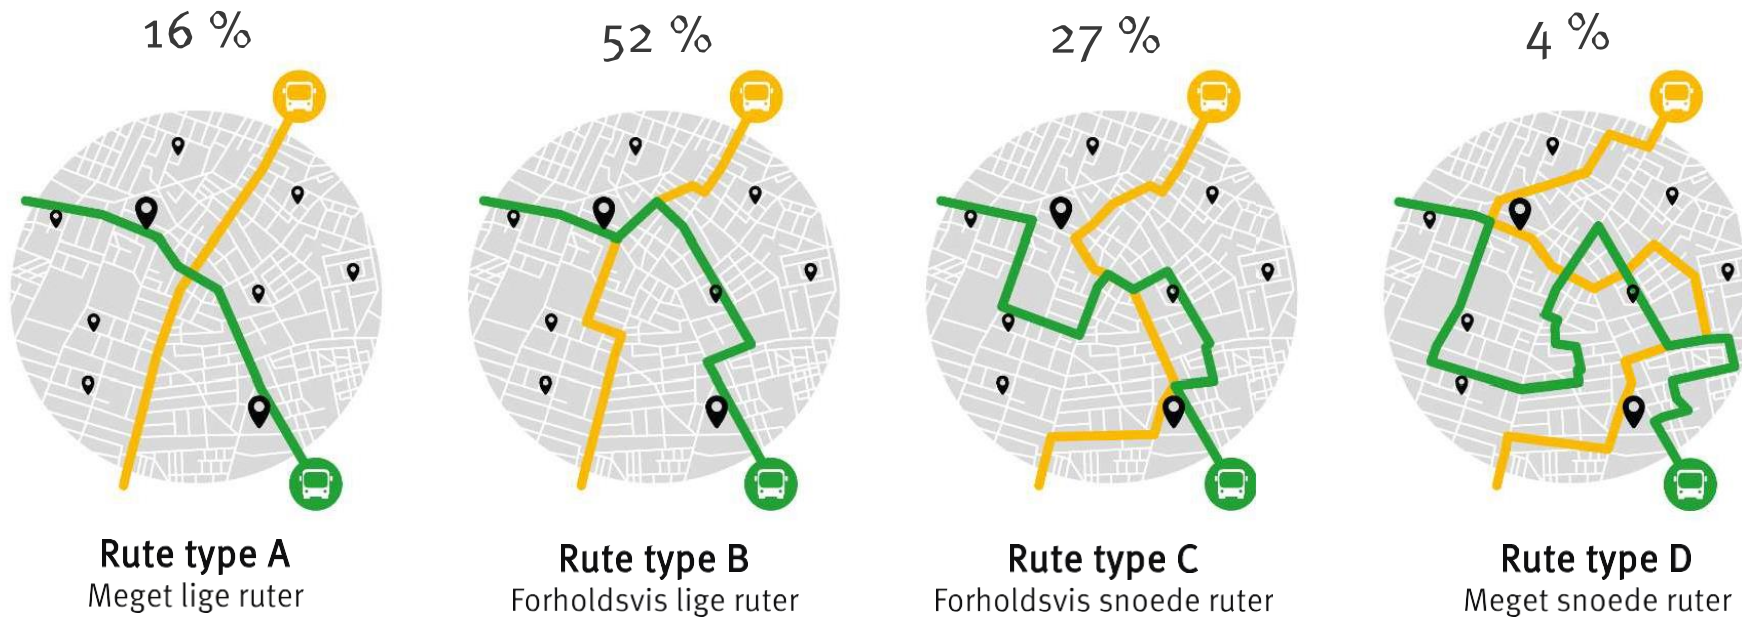 16 %
52 %
27 %
4 %
Rute type A
Meget lige ruter
Rute type B
Forholdsvis lige ruter
Rute type C
Forholdsvis snoede ruter
Rute type D
Meget snoede ruter